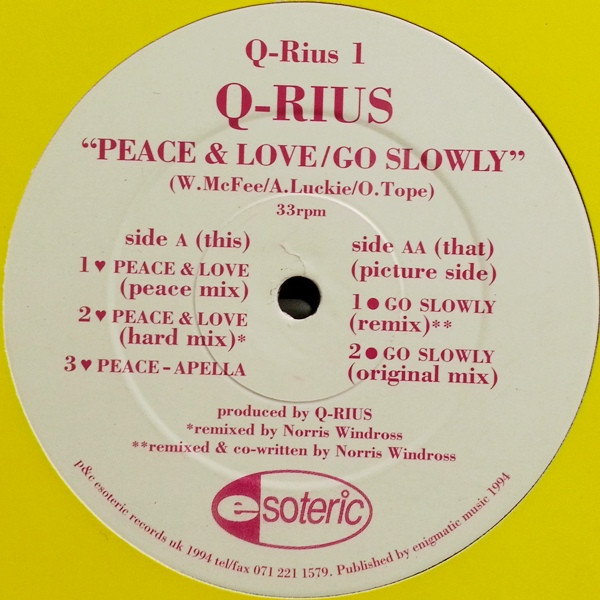 Q-Rius 1
Q-RIUS
“PEACE & LOVE/GO SLOWLY”
(W.McFee/A.Luckie/O.Tope)
33rpm
side A (this)
1 ♥ PEACE & LOVE
(peace mix)
2 ♥ PEACE & LOVE
(hard mix)*
3 ♥ PEACE-APELLA
side AA (that)
(picture side)
1 ● GO SLOWLY
(remix)**
2 ● GO SLOWLY
(original mix)
produced by Q-RIUS
*remixed by Norris Windross
**remixed & co-written by Norris Windross
esoteric
p&c esoteric records uk 1994 tel/fax 071 221 1579. Published by enigmatic music 1994